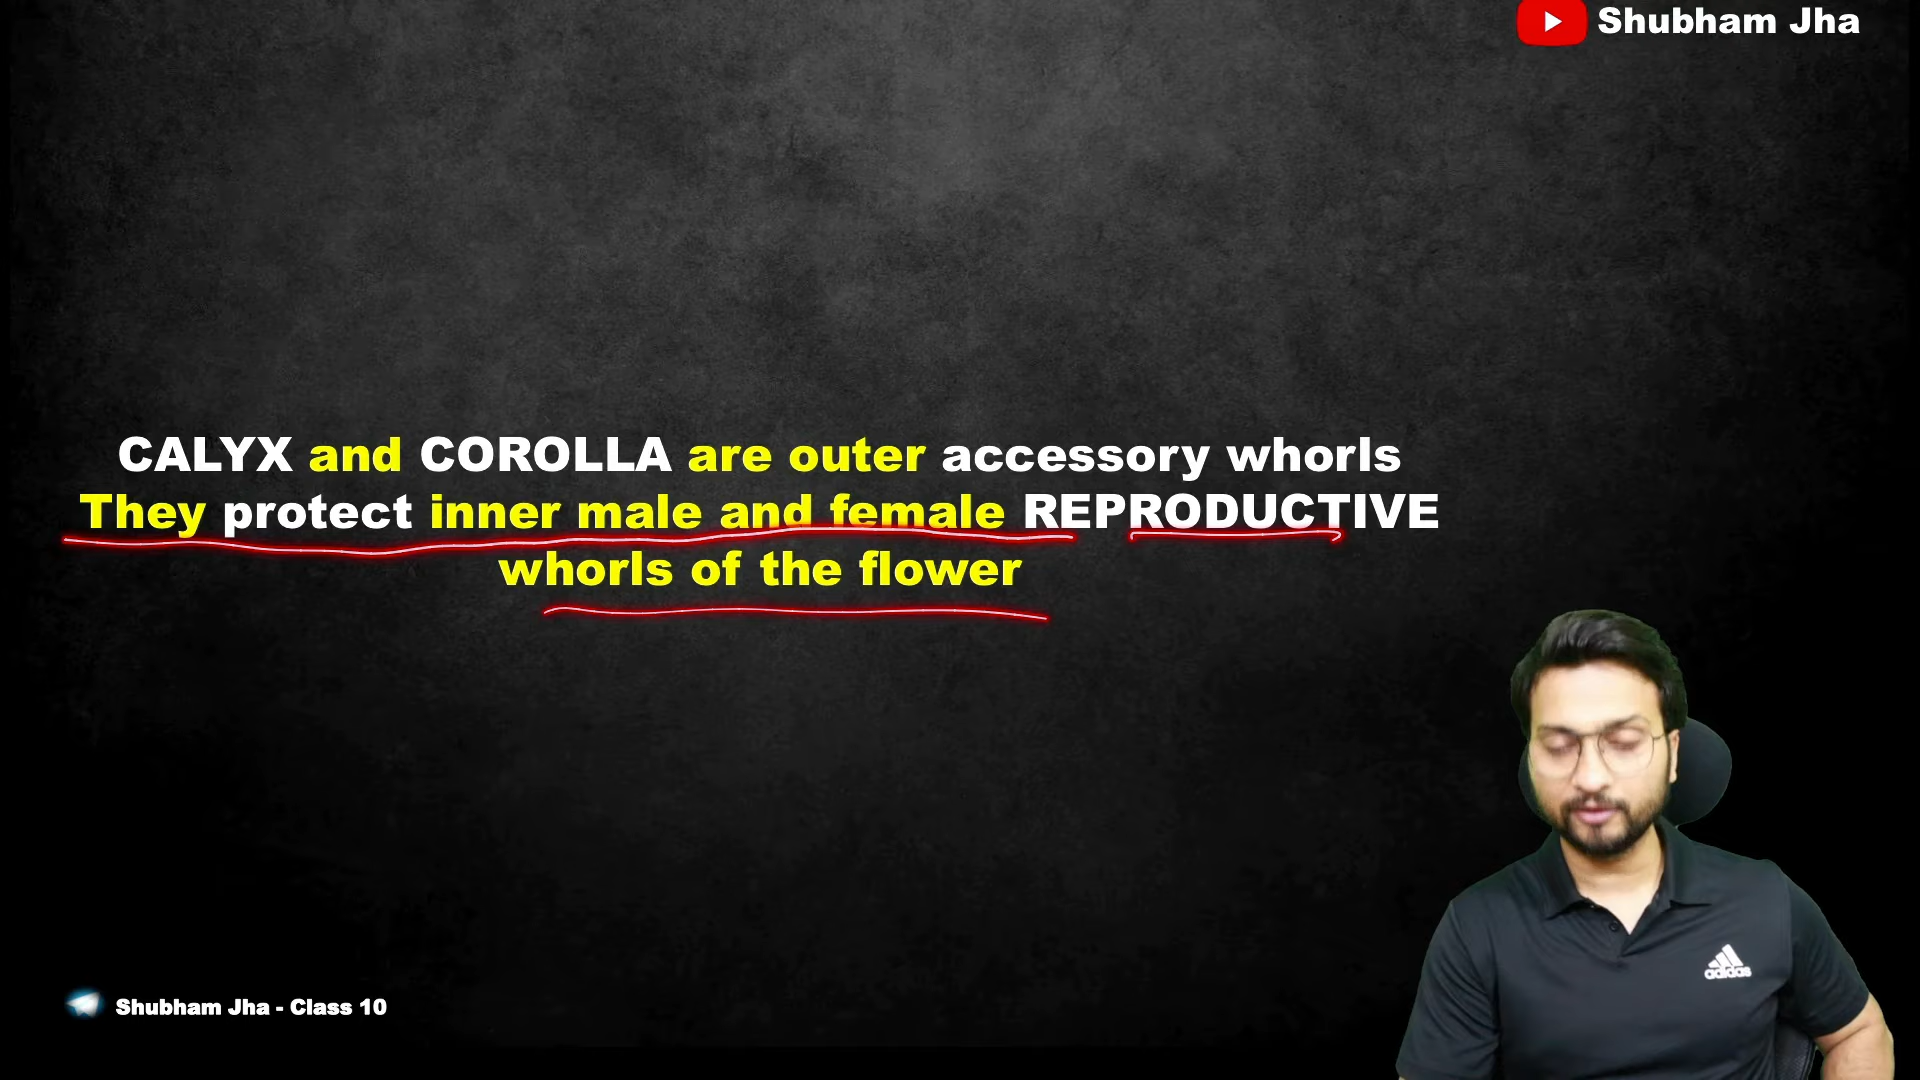 Shubham Jha
CALYX and COROLLA are outer accessory whorls
They protect inner male and female REPRODUCTIVE
whorls of the flower
adidas
Shubham Jha - Class 10